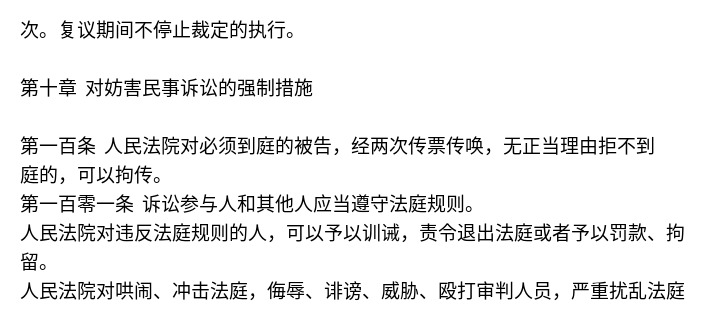 次。复议期间不停止裁定的执行。
第十章 对妨害民事诉讼的强制措施
第一百条 人民法院对必须到庭的被告，经两次传票传唤，无正当理由拒不到
庭的，可以拘传。
第一百零一条 诉讼参与人和其他人应当遵守法庭规则。
人民法院对违反法庭规则的人，可以予以训诫，责令退出法庭或者予以罚款、拘
留。
人民法院对哄闹、冲击法庭，侮辱、诽谤、威胁、殴打审判人员，严重扰乱法庭